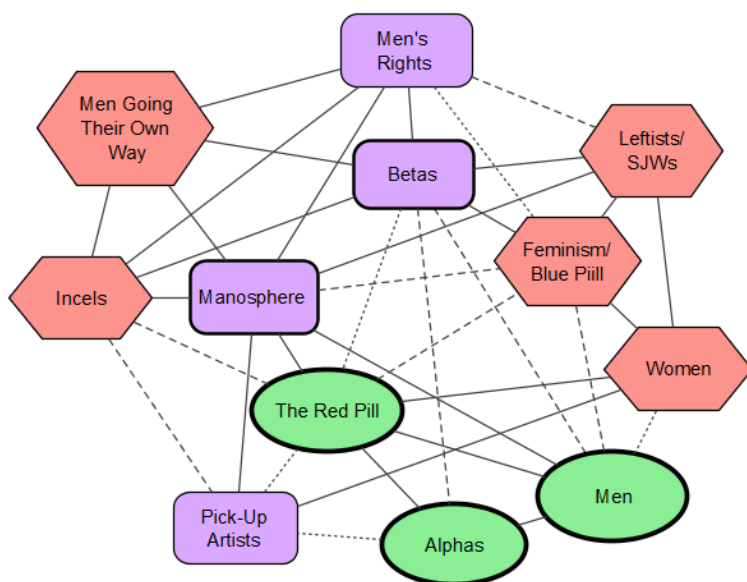 Men's
Rights
Men Going
Their Own
Way
Leftists/
SJWs
Betas
Feminism/
Blue Piill
Incels
Manosphere
Women
The Red Pill
Men
Pick-Up
Artists
Alphas